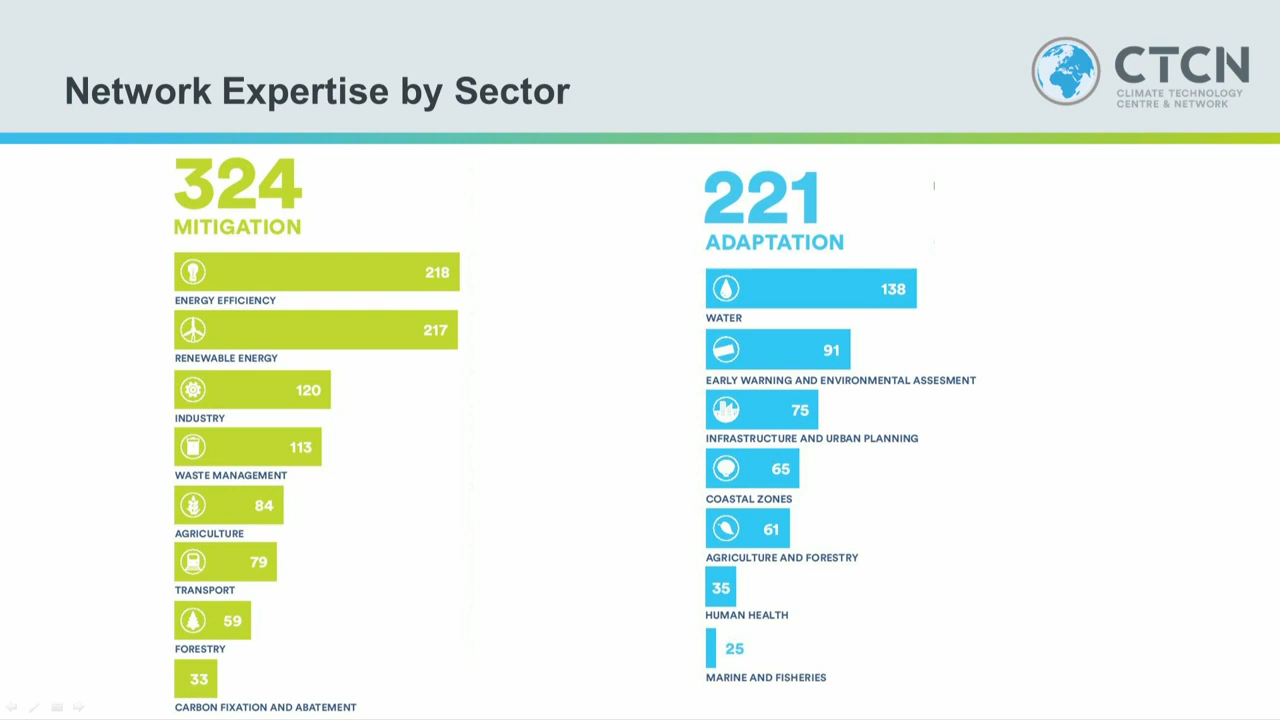 Network Expertise by Sector
CTCN
CLIMATE TECHNOLOGY
CENTRE & NETWORK
324
MITIGATION
218
ENERGY EFFICIENCY
217
RENEWABLE ENERGY
120
INDUSTRY
113
WASTE MANAGEMENT
84
AGRICULTURE
79
TRANSPORT
59
FORESTRY
33
CARBON FIXATION AND ABATEMENT
221
ADAPTATION
138
WATER
91
EARLY WARNING AND ENVIRONMENTAL ASSESMENT
75
INFRASTRUCTURE AND URBAN PLANNING
65
COASTAL ZONES
61
AGRICULTURE AND FORESTRY
35
HUMAN HEALTH
25
MARINE AND FISHERIES